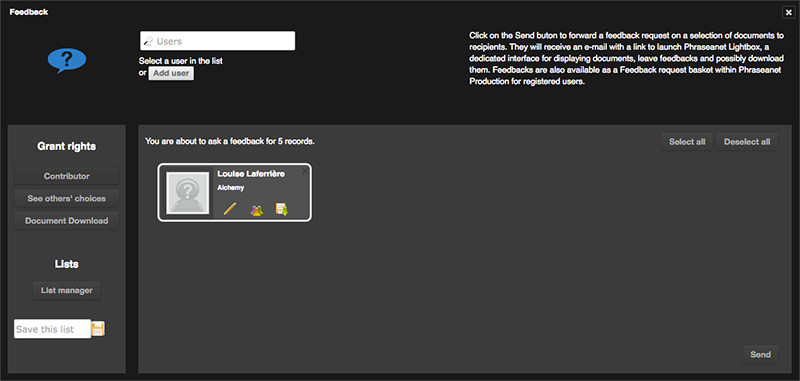 Feedback
Users
Select a user in the list
or Add user
Click on the Send buton to forward a feedback request on a selection of documents to
recipients. They will receive an e-mail with a link to launch Phraseanet Lightbox, a
dedicated interface for displaying documents, leave feedbacks and possibly download
them. Feedbacks are also available as a Feedback request basket within Phraseanet
Production for registered users.
Grant rights
Contributor
See others' choices
Document Download
Lists
List manager
Save this list
You are about to ask a feedback for 5 records.
Select all
Deselect all
Louise Laferrière
Alchemy
Send